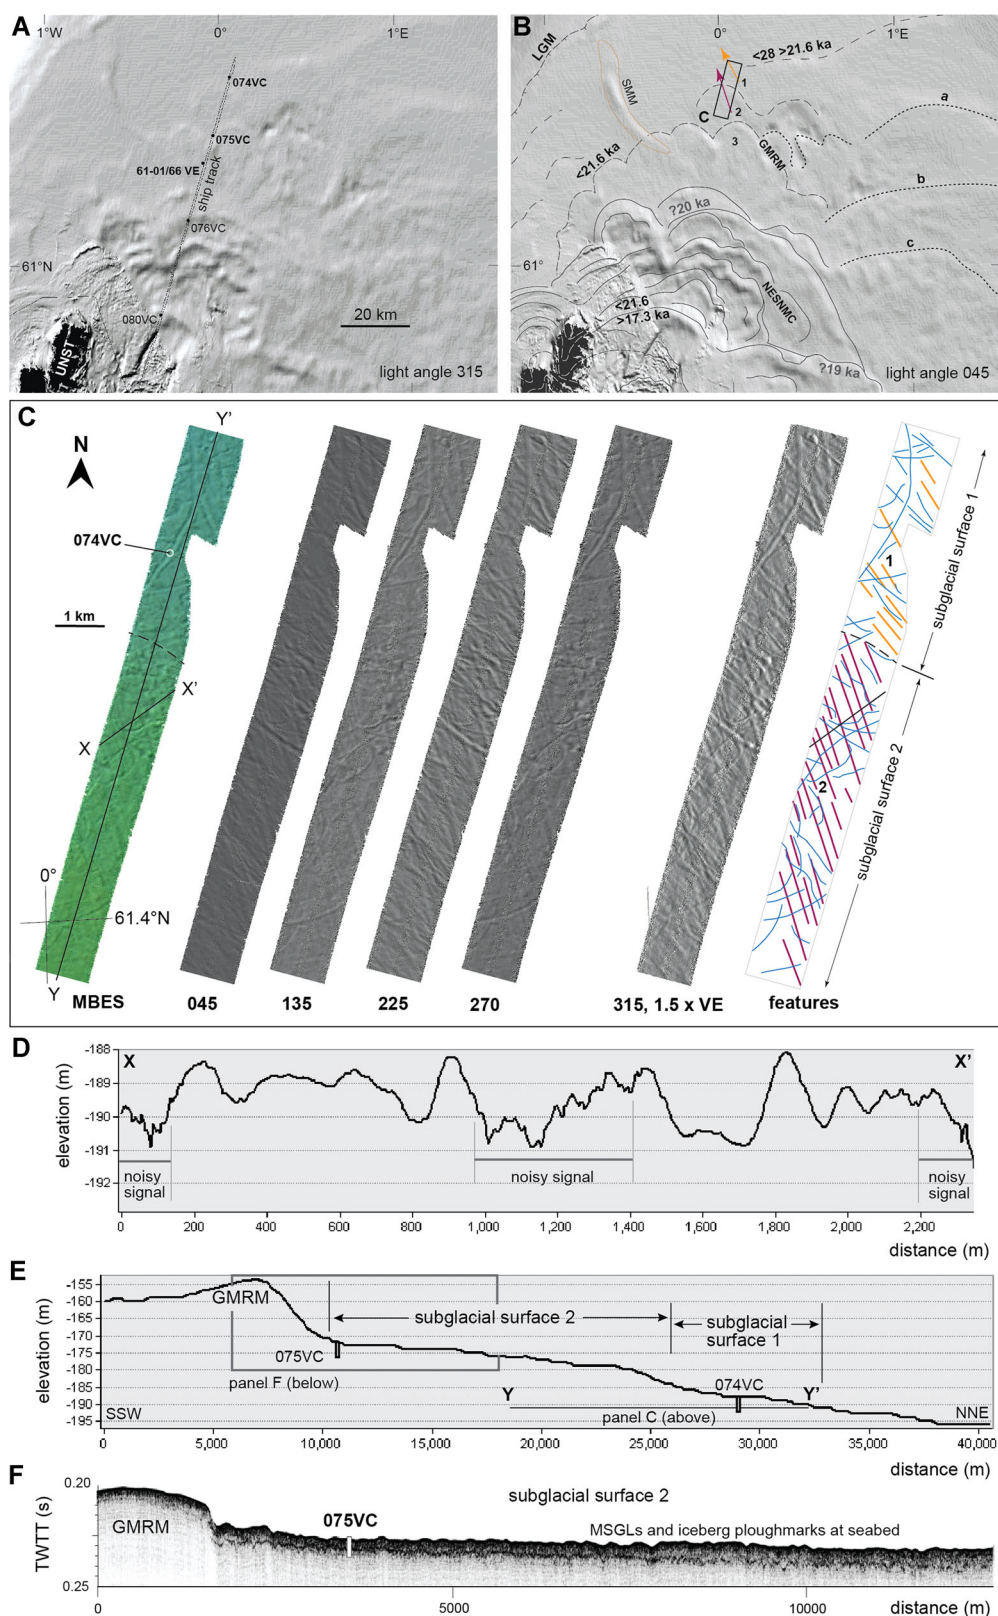 A
1°W
0°
1°E
074VC
075VC
61-01/66 VE
ship track
076VC
61°N
080VC
20 km
UNST
light angle 315
B
0°
1°E
LGM
<28 >21.6 ka
SMM
1
2
C
3
GMRM
a
<21.6 ka
b
?20 ka
c
61°
NESNMC
<21.6
>17.3 ka
?19 ka
light angle 045
C
N
Y'
074VC
1 km
X'
X
0°
61.4°N
Y
1
2
subglacial surface 1
subglacial surface 2
MBES
045
135
225
270
315, 1.5 x VE
features
D
elevation (m)
-188
-189
-190
-191
-192
X
X'
noisy
signal
noisy signal
noisy
signal
0
200
400
600
800
1,000
1,200
1,400
1,600
1,800
2,000
2,200
distance (m)
E
elevation (m)
-155
-160
-165
-170
-175
-180
-185
-190
-195
GMRM
subglacial surface 2
subglacial
surface 1
075VC
panel F (below)
074VC
Y
Y'
panel C (above)
SSW
NNE
0
5,000
10,000
15,000
20,000
25,000
30,000
35,000
40,000
distance (m)
F
TWTT (s)
0.20
0.25
GMRM
075VC
subglacial surface 2
MSGLs and iceberg ploughmarks at seabed
0
5000
10000
distance (m)